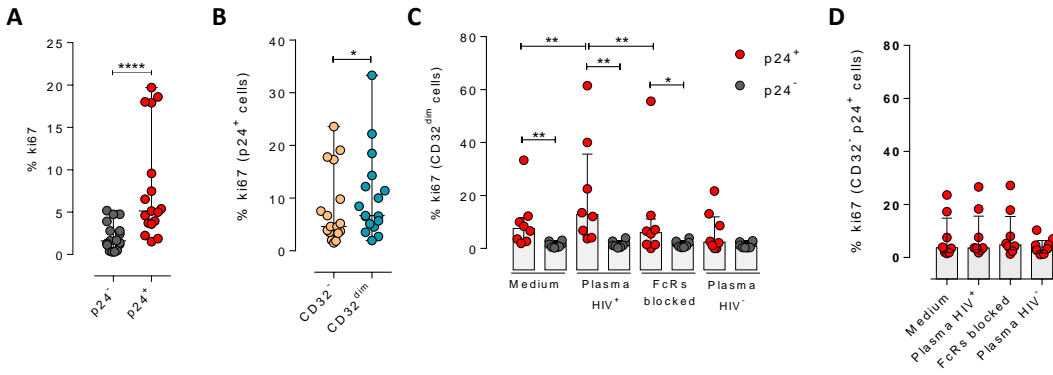 A
% ki67
25
20
15
10
5
0
****
p24-
p24+
B
% ki67 (p24+ cells)
40
30
20
10
0
*
CD32-
CD32dim
C
% ki67 (CD32dim cells)
80
60
40
20
0
**
**
**
**
*
p24+
p24-
Medium
Plasma
HIV+
FcRs
blocked
Plasma
HIV-
D
% ki67 (CD32- p24+ cells)
80
60
40
20
0
Medium
Plasma HIV+
FcRs blocked
Plasma HIV-